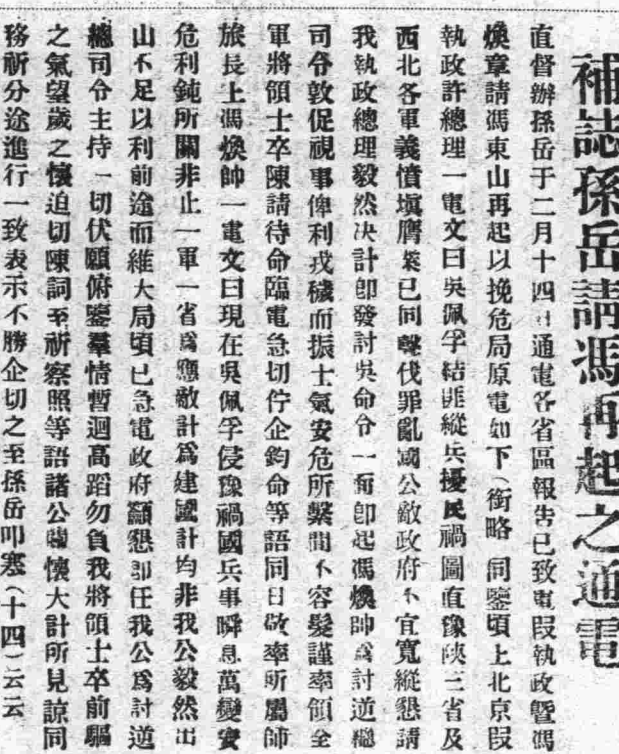 補誌孫岳請馮再起之通電
直督辦孫岳于二月十四日通電各省區報告已致電段執政暨馮
煥章請馮東山再起以挽危局原電如下(銜略)同鑒頃上北京段
執政許總理一電文曰吳佩孚結匪縱兵擾民禍圖直豫陝三省及
西北各軍義憤塡膺業已同聲伐罪亂國公敵政府不宜寬縱懇請
我執政總理毅然決計卽發討吳命令一面卽起馮煥帥爲討逆總
司令敦促視事俾利戎機而振士氣安危所繫間不容髮謹率領全
軍將領士卒陳請待命臨電急切佇企鈞命等語同日敬率所屬師
旅長上馮煥帥一電文曰現在吳佩孚侵豫禍國兵事瞬息萬變安
危利鈍所關非止一軍一省爲應敵計爲建國計均非我公毅然出
山不足以利前途而維大局頃已急電政府籲懇卽任我公爲討逆
總司令主持一切伏願俯鑒羣情暫迴高蹈勿負我將領士卒前驅
之氣望歲之懷迫切陳詞至祈察照等語諸公嘯懷大計所見諒同
務祈分途進行一致表示不勝企切之至孫岳叩寒(十四)云云